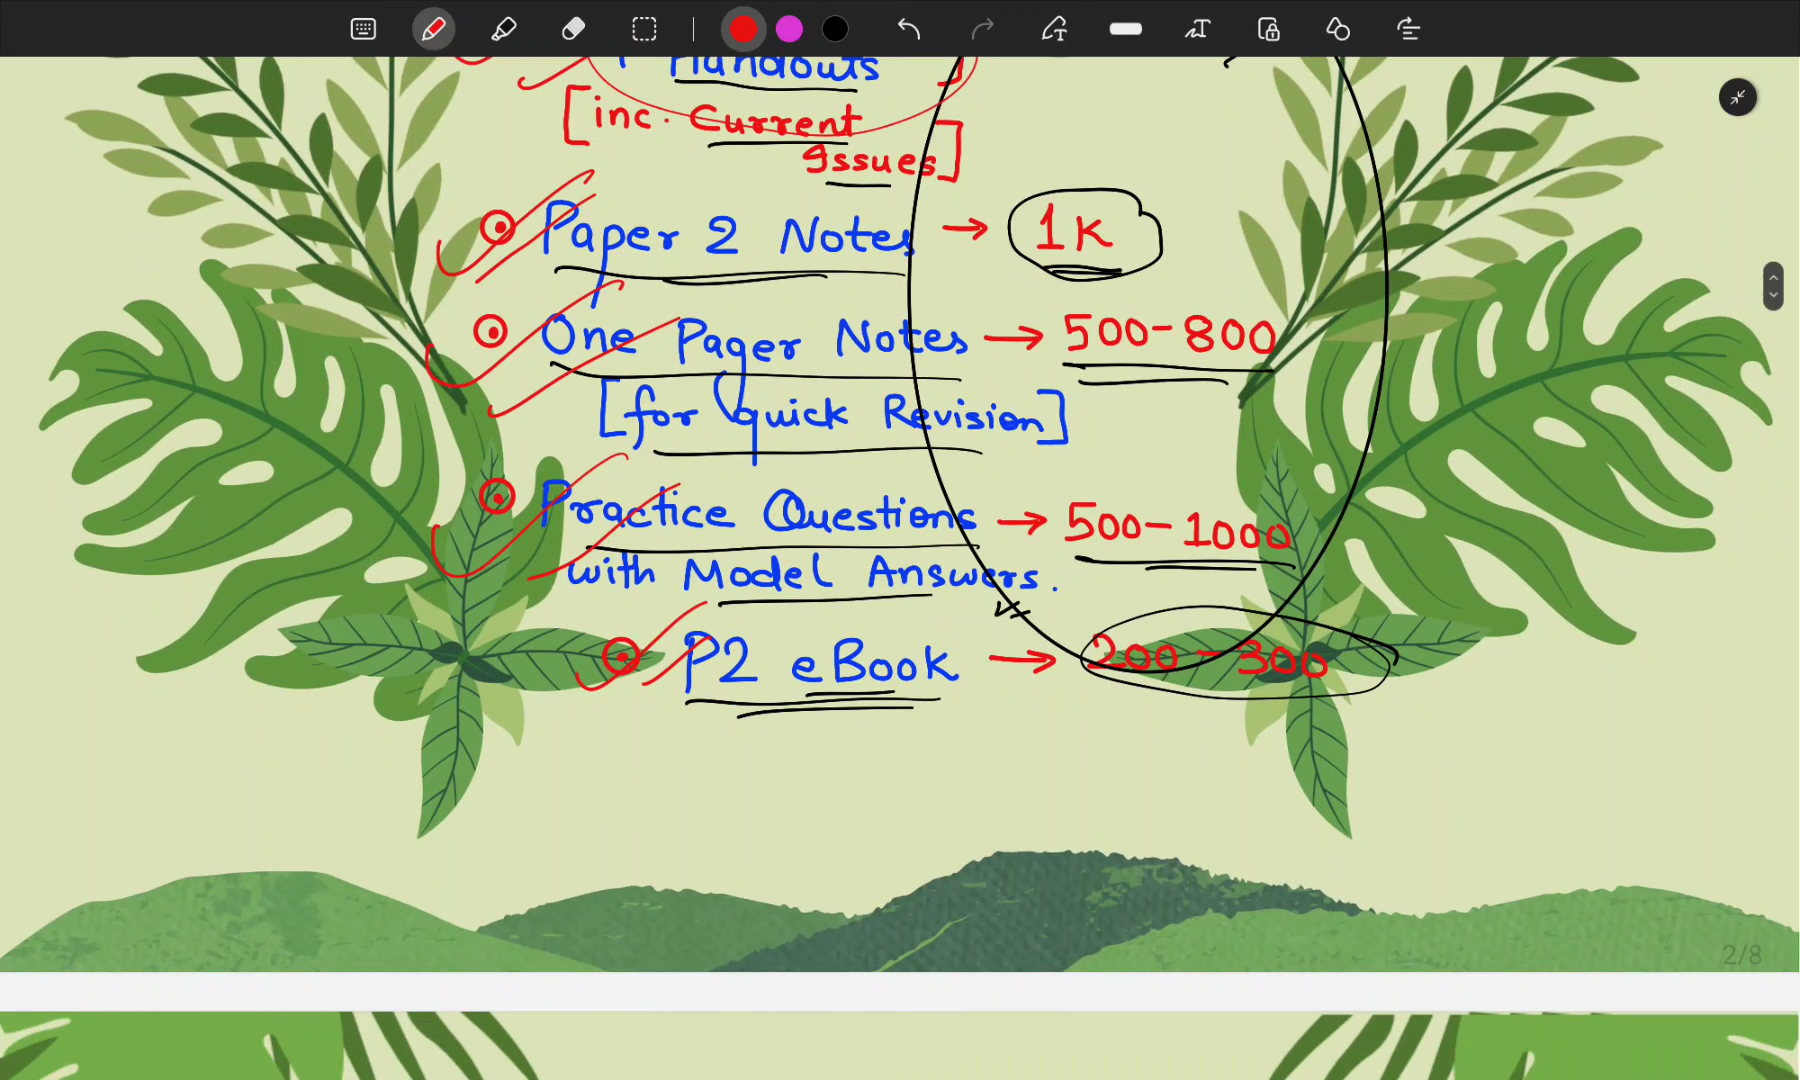 Handouts
[inc. Current
Issues]
Paper 2 Notes → 1K
One Pager Notes → 500-800
[for quick Revision]
Practice Questions → 500-1000
with Model Answers.
P2 eBook → 200-300
2/8